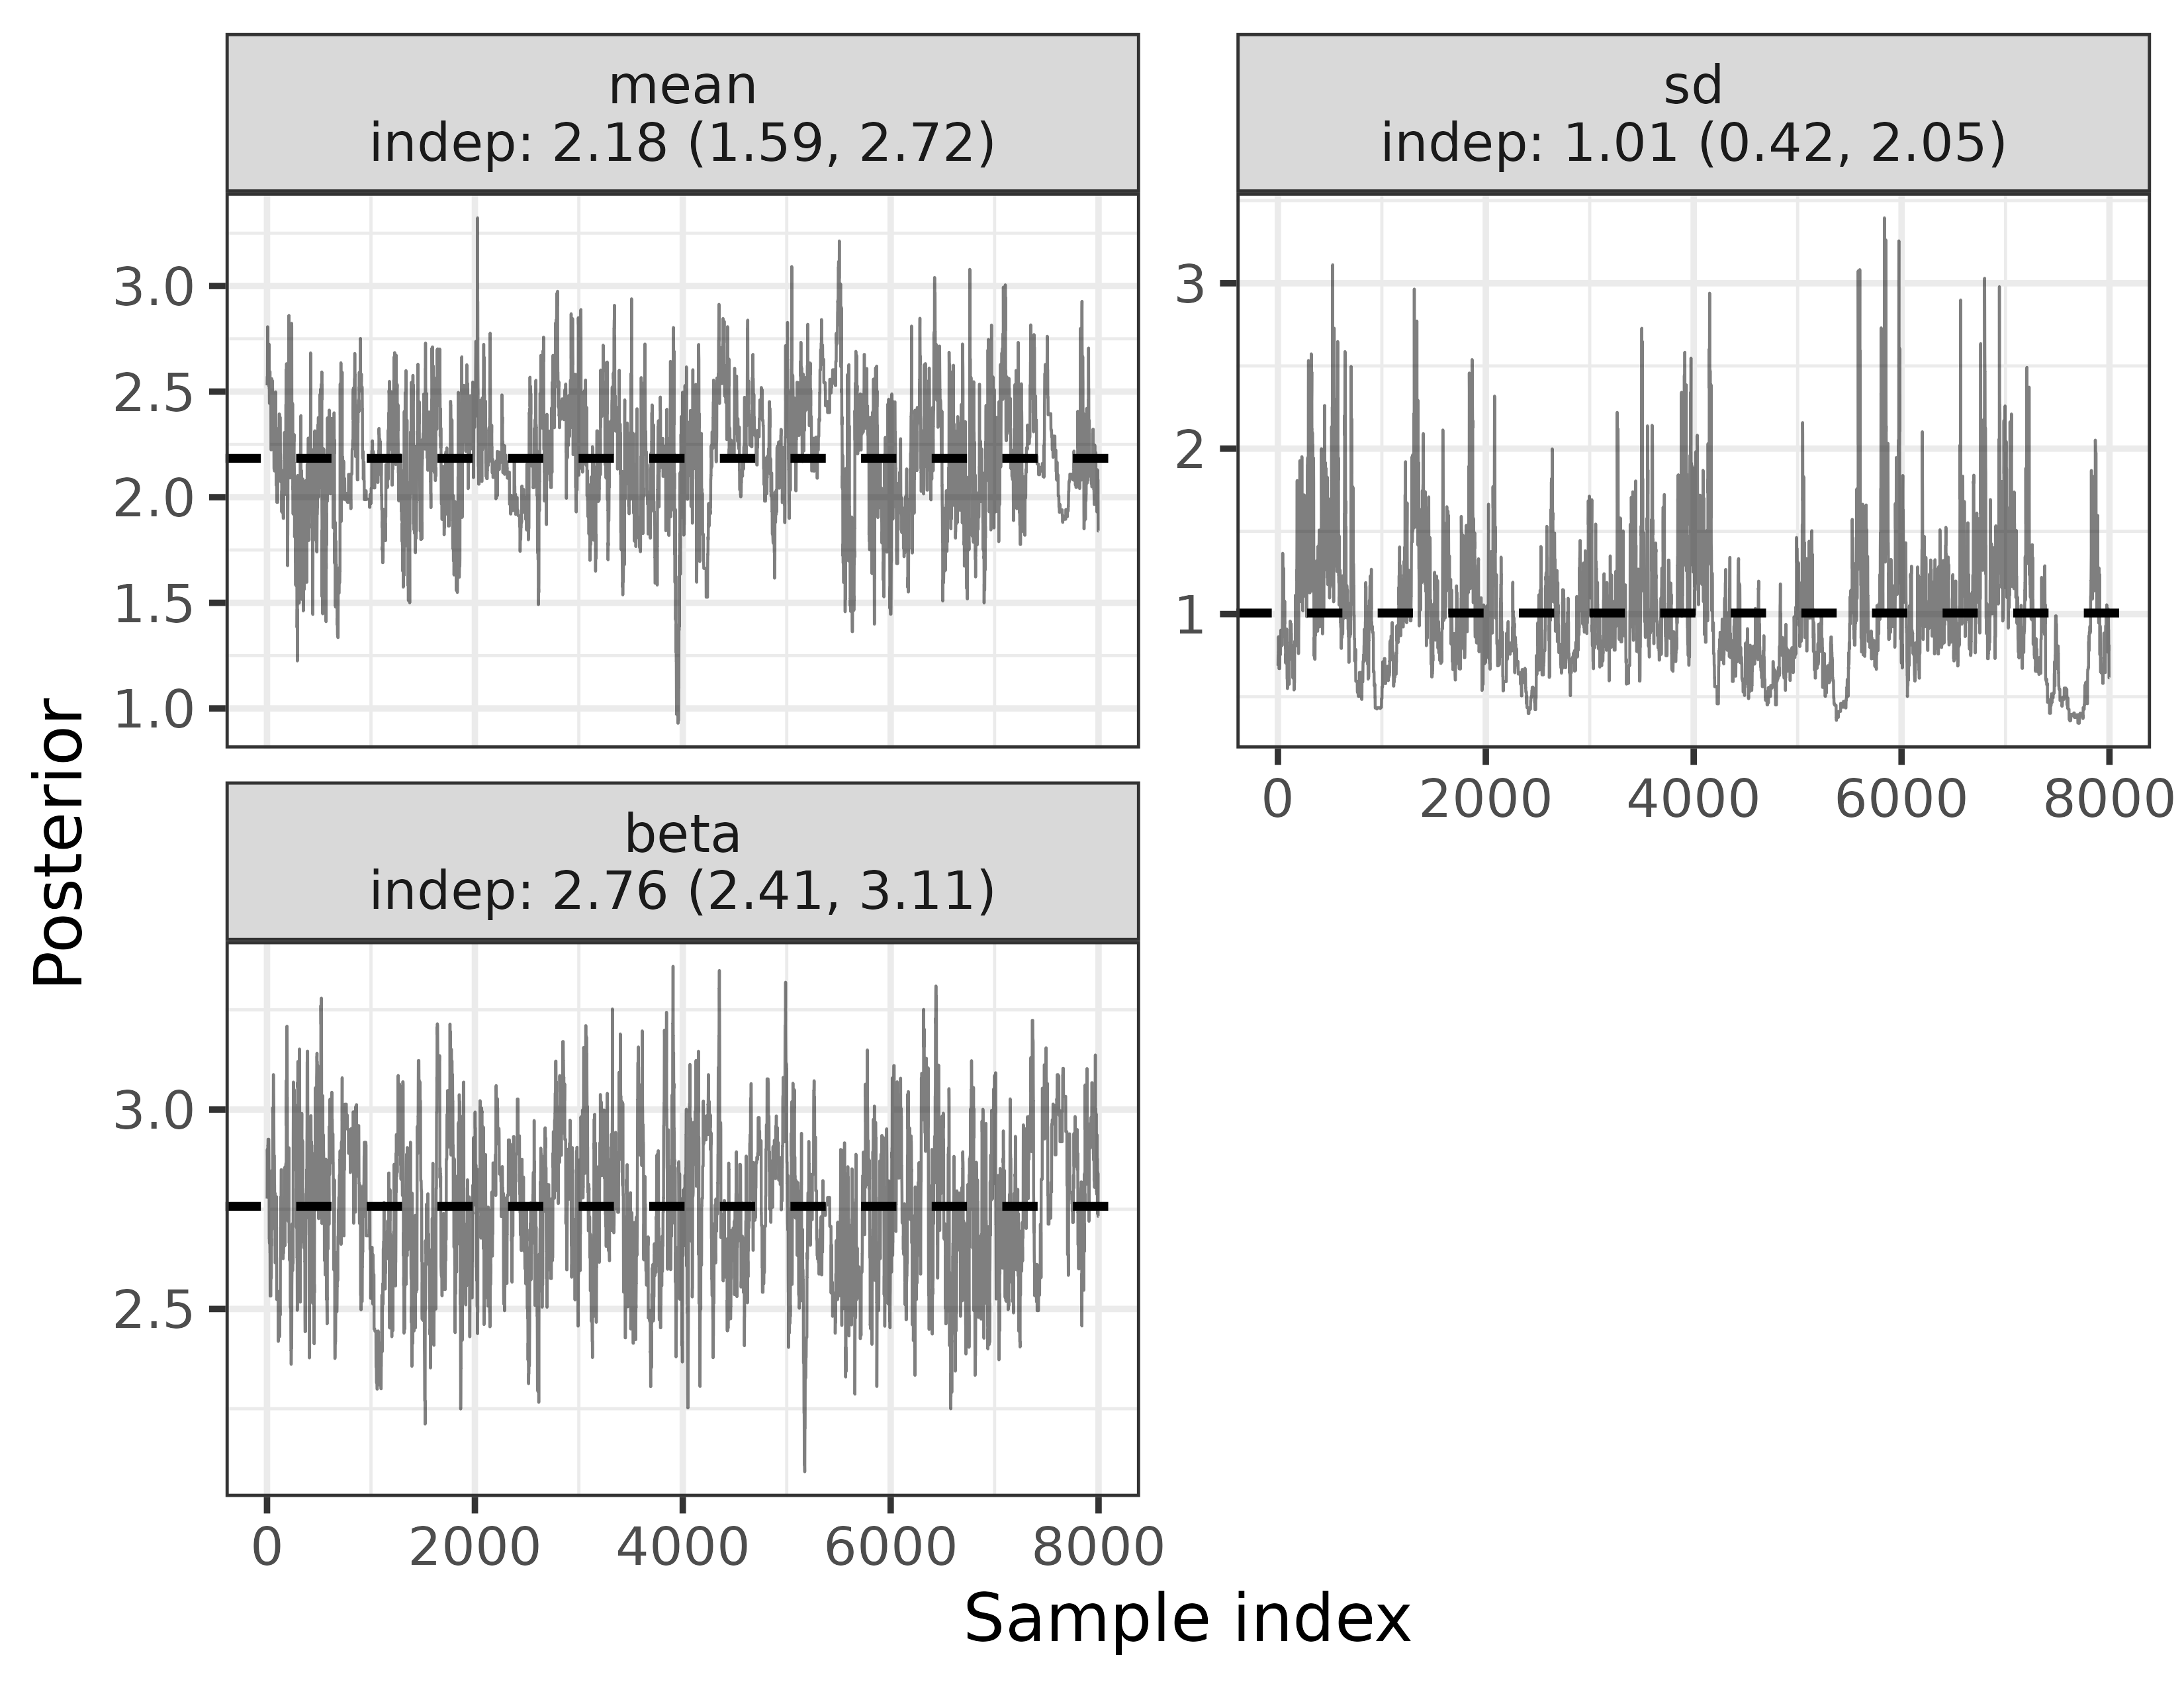 mean
indep: 2.18 (1.59, 2.72)
sd
indep: 1.01 (0.42, 2.05)
3.0
2.5
2.0
1.5
1.0
3
2
1
0
2000
4000
6000
8000
beta
indep: 2.76 (2.41, 3.11)
3.0
2.5
0
2000
4000
6000
8000
Posterior
Sample index